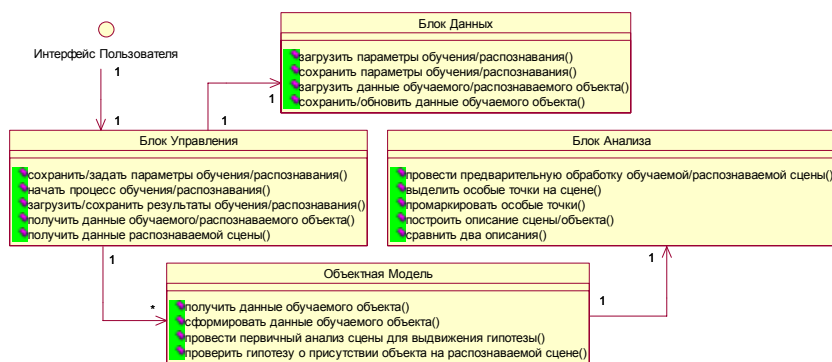 Блок Данных
загрузить параметры обучения/распознавания()
сохранить параметры обучения/распознавания()
загрузить данные обучаемого/распознаваемого объекта()
сохранить/обновить данные обучаемого объекта()
Интерфейс Пользователя
1
1
1
1
Блок Управления
сохранить/задать параметры обучения/распознавания()
начать процесс обучения/распознавания()
загрузить/сохранить результаты обучения/распознавания()
получить данные обучаемого/распознаваемого объекта()
получить данные распознаваемой сцены()
Блок Анализа
провести предварительную обработку обучаемой/распознаваемой сцены()
выделить особые точки на сцене()
промаркировать особые точки()
построить описание сцены/объекта()
сравнить два описания()
1
*
1
1
Объектная Модель
получить данные обучаемого объекта()
сформировать данные обучаемого объекта()
провести первичный анализ сцены для выдвижения гипотезы()
проверить гипотезу о присутствии объекта на распознаваемой сцене()